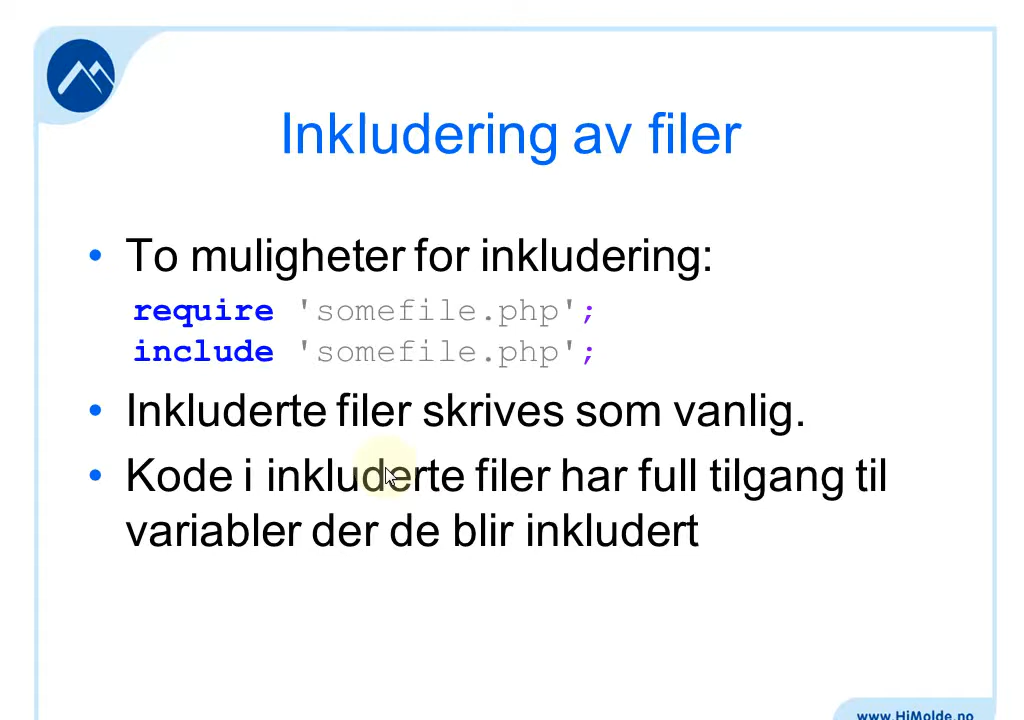 Inkludering av filer
• To muligheter for inkludering:
require 'somefile.php';
include 'somefile.php';
• Inkluderte filer skrives som vanlig.
• Kode i inkluderte filer har full tilgang til
variabler der de blir inkludert
www.HiMolde.no